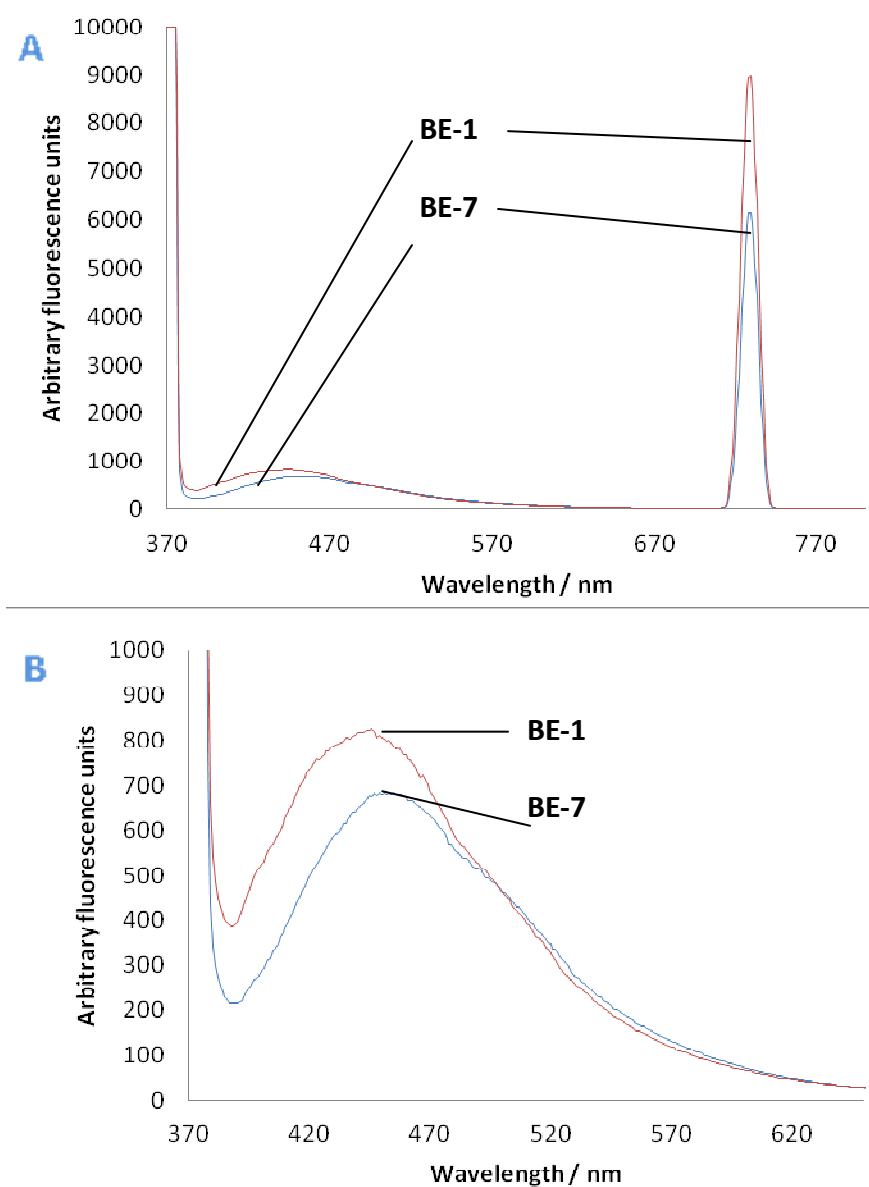 A
Arbitrary fluorescence units
10000
9000
8000
7000
6000
5000
4000
3000
2000
1000
0
BE-1
BE-7
370 470 570 670 770
Wavelength / nm
B
Arbitrary fluorescence units
1000
900
800
700
600
500
400
300
200
100
0
BE-1
BE-7
370 420 470 520 570 620
Wavelength / nm